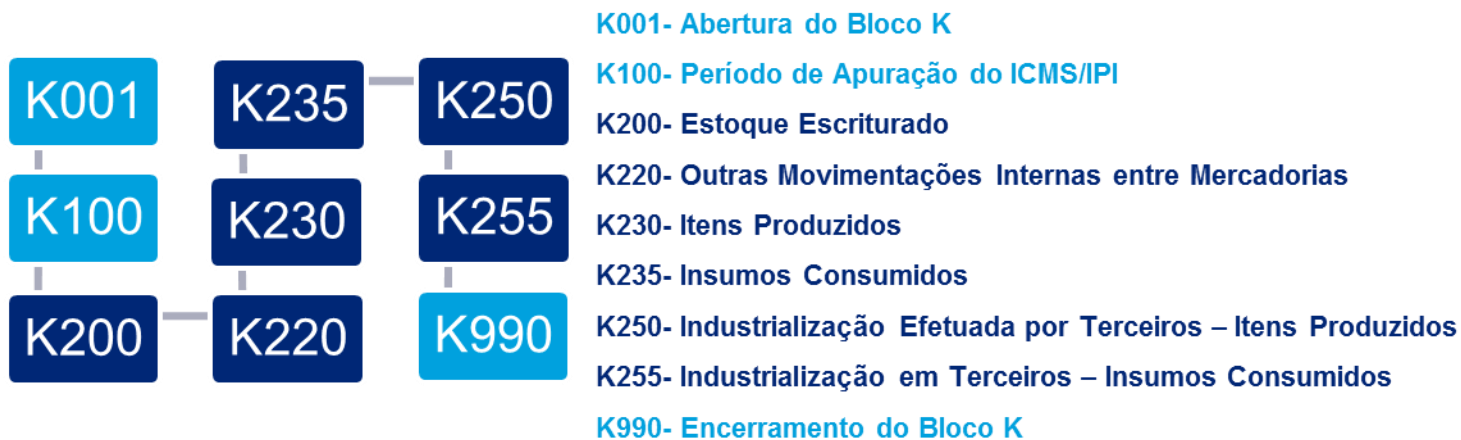 K001
K235
K250
K100
K230
K255
K200
K220
K990
K001- Abertura do Bloco K
K100- Período de Apuração do ICMS/IPI
K200- Estoque Escriturado
K220- Outras Movimentações Internas entre Mercadorias
K230- Itens Produzidos
K235- Insumos Consumidos
K250- Industrialização Efetuada por Terceiros – Itens Produzidos
K255- Industrialização em Terceiros – Insumos Consumidos
K990- Encerramento do Bloco K